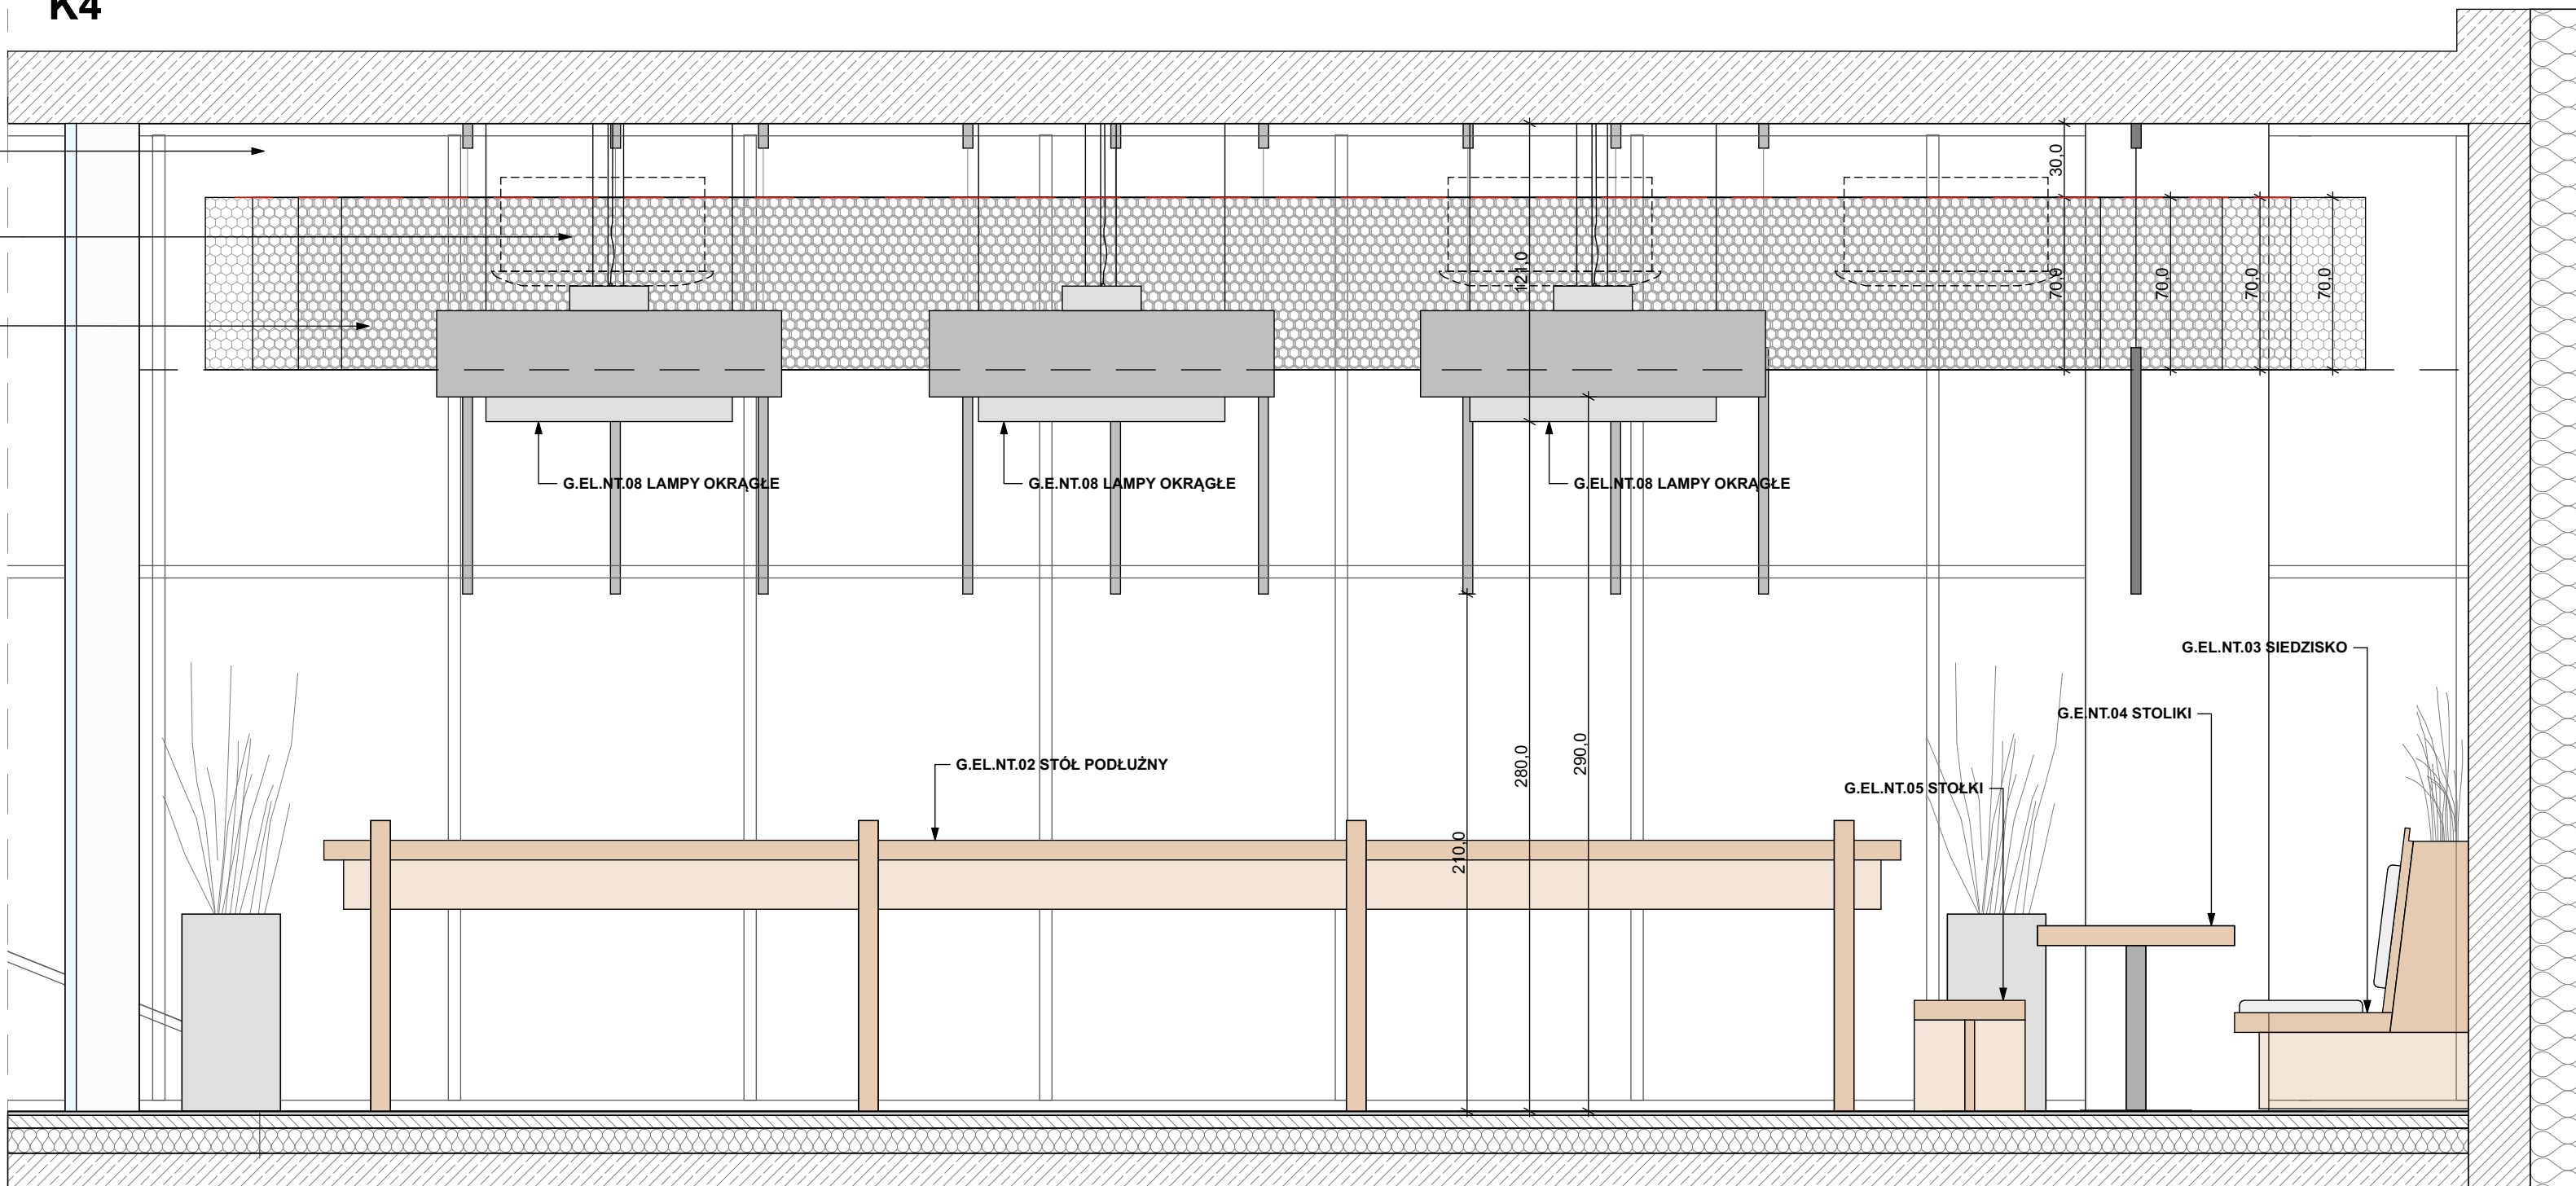 K4
30,0
121,0
70,0
70,0
70,0
70,0
G.EL.NT.08 LAMPY OKRĄGŁE
G.E.NT.08 LAMPY OKRĄGŁE
G.EL.NT.08 LAMPY OKRĄGŁE
G.EL.NT.03 SIEDZISKO
G.E.NT.04 STOLIKI
G.EL.NT.02 STÓŁ PODŁUŻNY
280,0
290,0
G.EL.NT.05 STOŁKI
210,0